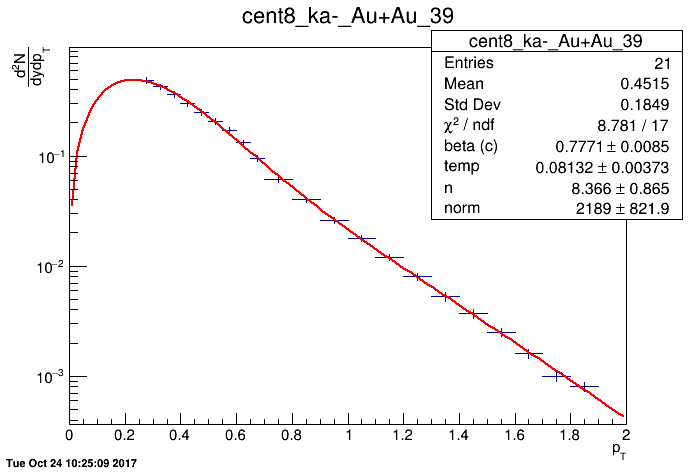 cent8_ka-_Au+Au_39
d²N
dydp_T
cent8_ka-_Au+Au_39
Entries 21
Mean 0.4515
Std Dev 0.1849
χ² / ndf 8.781 / 17
beta (c) 0.7771 ± 0.0085
temp 0.08132 ± 0.00373
n 8.366 ± 0.865
norm 2189 ± 821.9
10⁻¹
10⁻²
10⁻³
0 0.2 0.4 0.6 0.8 1 1.2 1.4 1.6 1.8 2
p_T
Tue Oct 24 10:25:09 2017